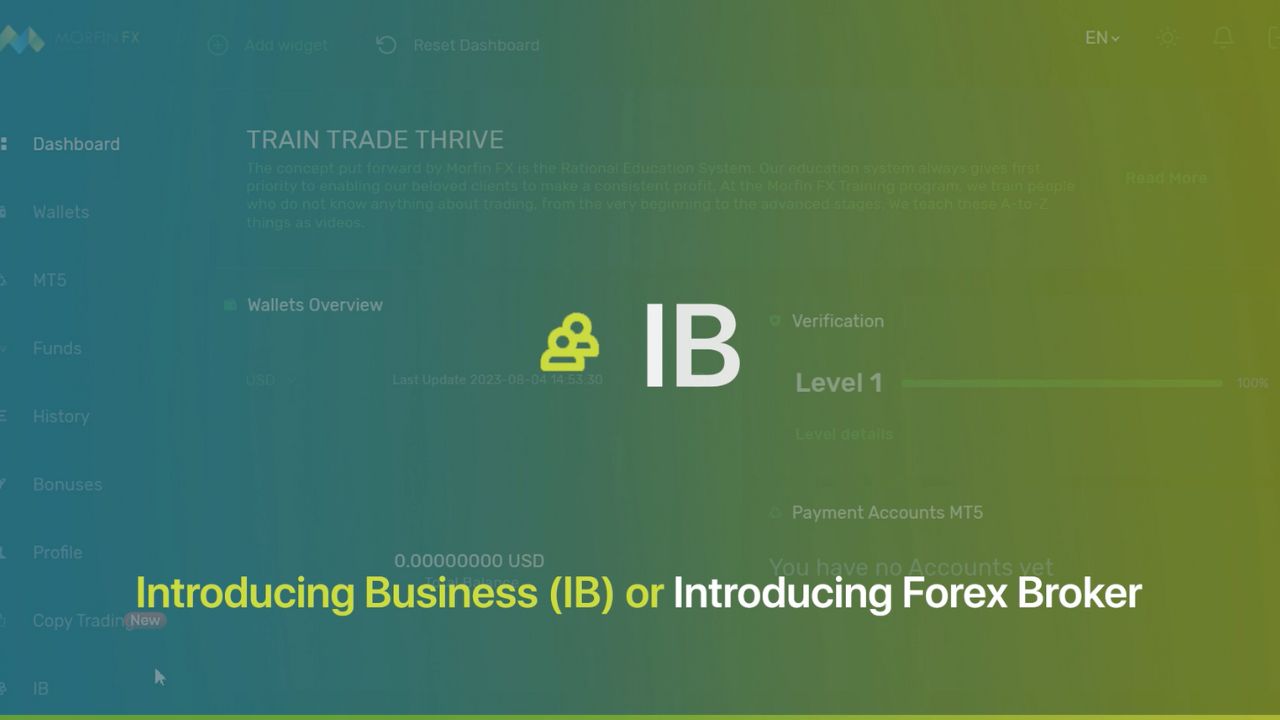 MORFIN FX
Add widget
Reset Dashboard
EN
Dashboard
TRAIN TRADE THRIVE
The concept put forward by Morfin FX is the Rational Education System. Our education system always gives first
priority to enabling our beloved clients to make a consistent profit. At the Morfin FX Training program, we train people
who do not know anything about trading, from the very beginning to the advanced stages. We teach these A-to-Z
things as videos.
Read More
Wallets
MT5
Wallets Overview
Verification
IB
Funds
USD
Last Update 2023-08-04 14:53:30
Level 1
100%
History
Level details
Bonuses
Payment Accounts MT5
Profile
0.00000000 USD
You have no Accounts yet
Total Balance
Introducing Business (IB) or Introducing Forex Broker
Copy Trading
New
IB